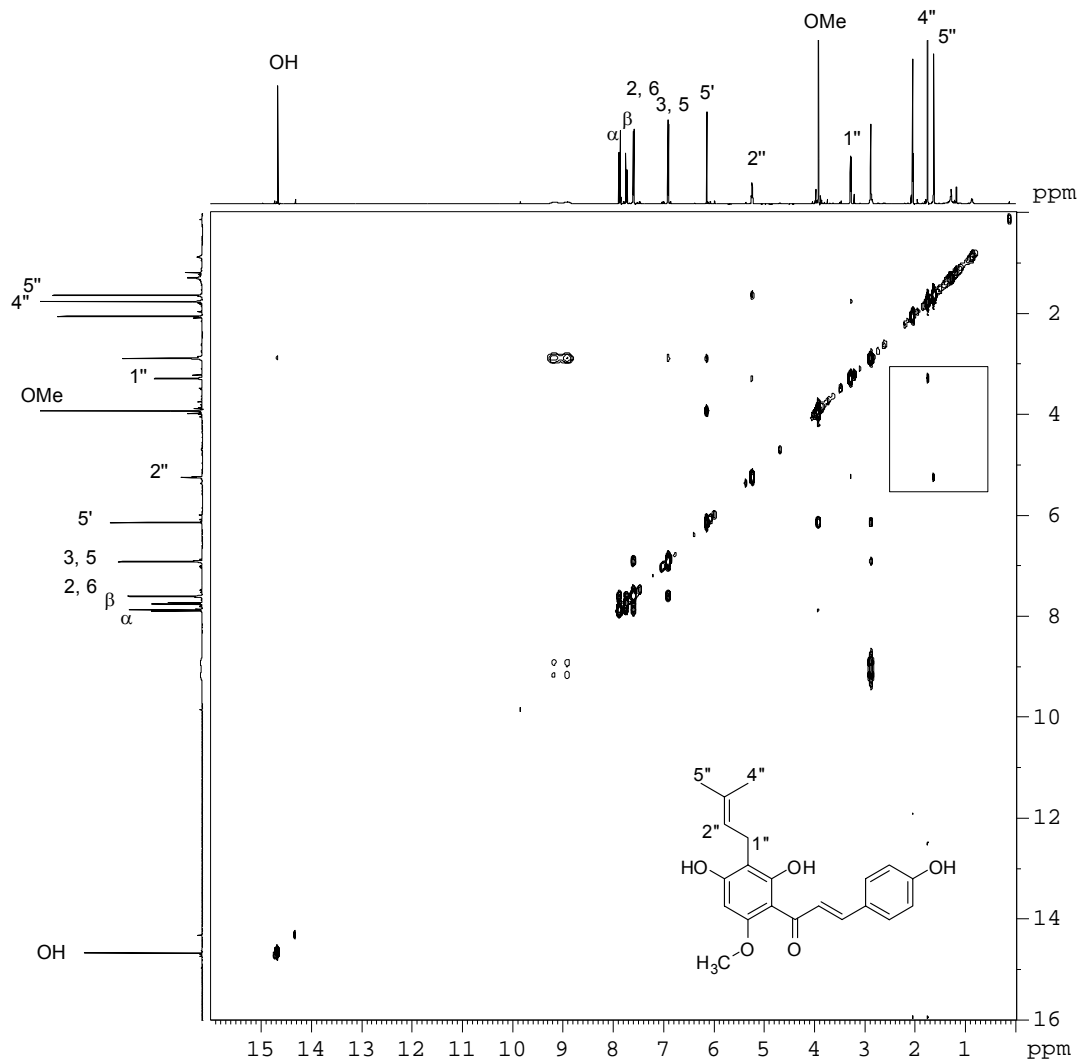 OMe
4"
5"
OH
2, 6
3, 5
5'
β
α
2"
1"
ppm
5"
4"
2
1"
OMe
4
2"
5'
6
3, 5
2, 6
β
α
8
10
5"
4"
12
2"
1"
HO
OH
OH
14
O
H₃C
O
OH
16
15 14 13 12 11 10 9 8 7 6 5 4 3 2 1 ppm